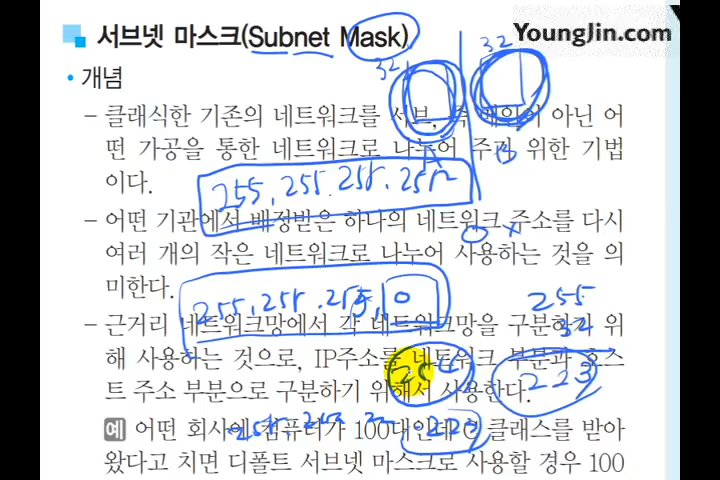 서브넷 마스크(Subnet Mask)
YoungJin.com
32
32
• 개념
– 클래식한 기존의 네트워크를 서브, 즉 메인이 아닌 어
떤 가공을 통한 네트워크로 나누어 주기 위한 기법
이다.
A
B
255.255.255.255
– 어떤 기관에서 배정받은 하나의 네트워크 주소를 다시
여러 개의 작은 네트워크로 나누어 사용하는 것을 의
미한다.
255.255.255.0
255
32
– 근거리 네트워크망에서 각 네트워크망을 구분하기 위
해 사용하는 것으로, IP주소를 네트워크 부분과 호스
223
트 주소 부분으로 구분하기 위해서 사용한다.
예 어떤 회사에 컴퓨터가 100대인데 C 클래스를 받아
223
왔다고 치면 디폴트 서브넷 마스크로 사용할 경우 100